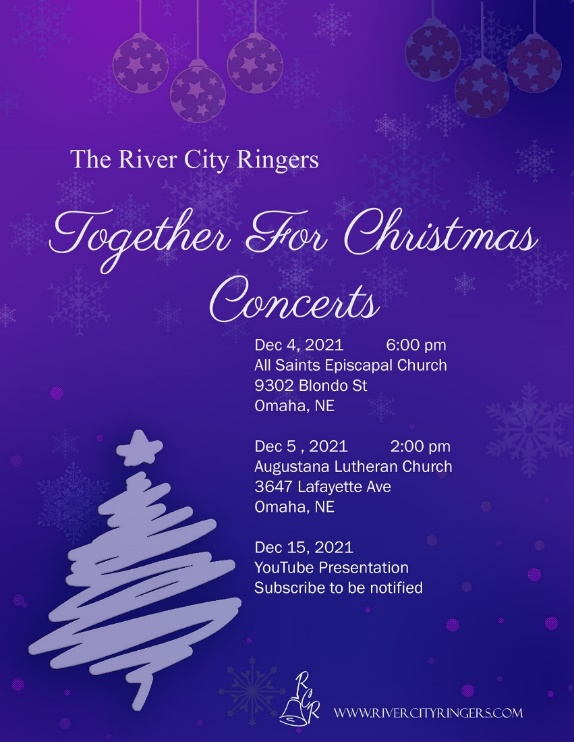 The River City Ringers
Together For Christmas
Concerts
Dec 4, 2021 6:00 pm
All Saints Episcapal Church
9302 Blondo St
Omaha, NE
Dec 5 , 2021 2:00 pm
Augustana Lutheran Church
3647 Lafayette Ave
Omaha, NE
Dec 15, 2021
YouTube Presentation
Subscribe to be notified
RCR
WWW.RIVERCITYRINGERS.COM